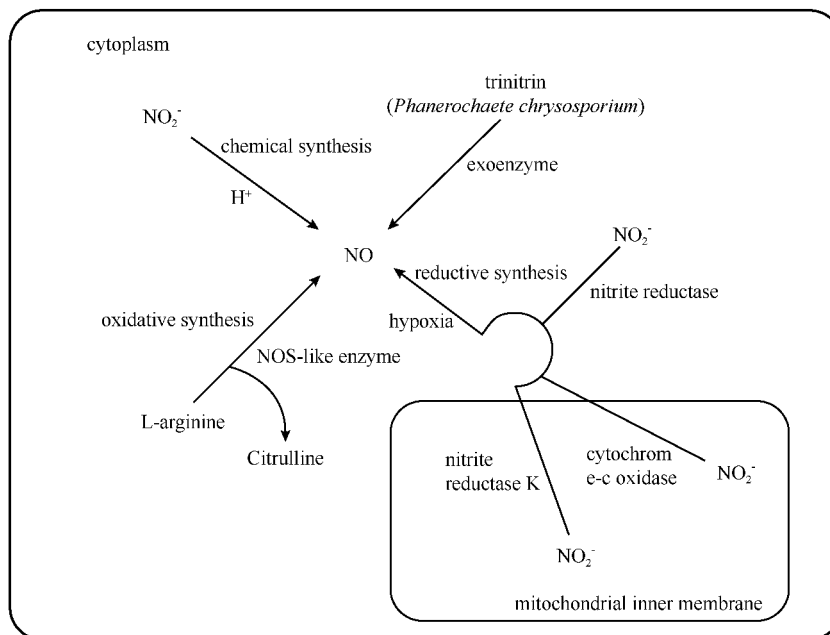 cytoplasm
trinitrin
(Phanerochaete chrysosporium)
NO₂⁻
chemical synthesis
exoenzyme
H⁺
NO₂⁻
NO
reductive synthesis
nitrite reductase
oxidative synthesis
hypoxia
NOS-like enzyme
L-arginine
Citrulline
nitrite
reductase K
cytochrom
e-c oxidase
NO₂⁻
NO₂⁻
mitochondrial inner membrane